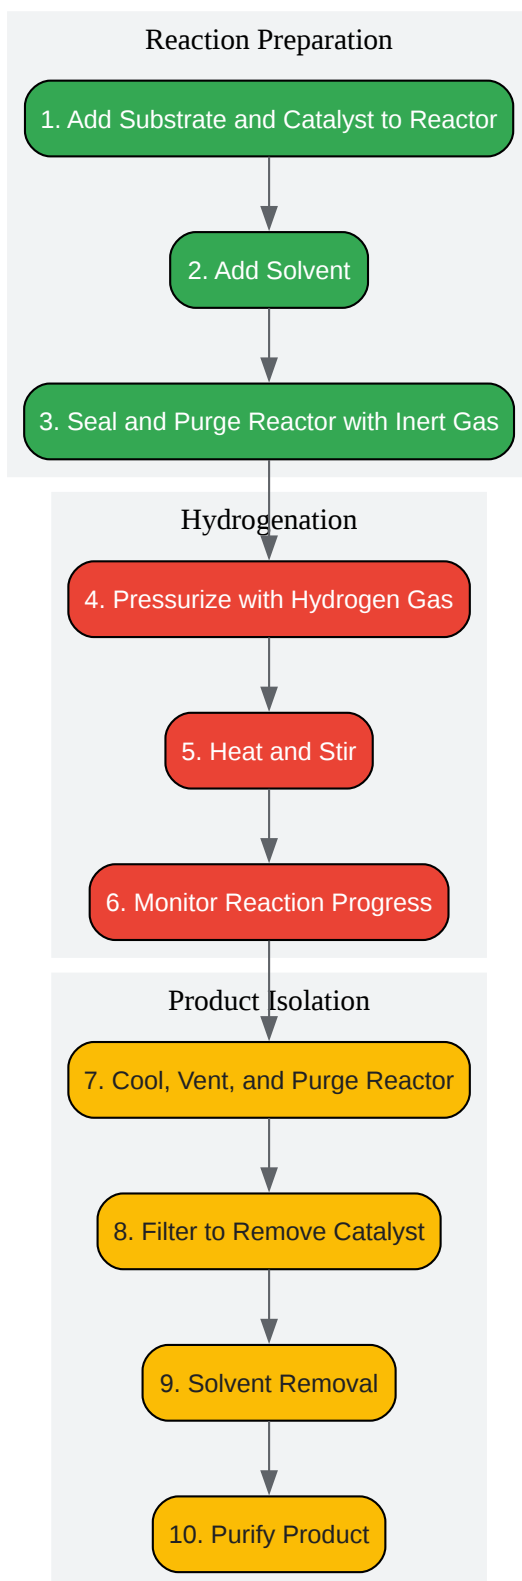 Reaction Preparation
1. Add Substrate and Catalyst to Reactor
2. Add Solvent
3. Seal and Purge Reactor with Inert Gas
Hydrogenation
4. Pressurize with Hydrogen Gas
5. Heat and Stir
6. Monitor Reaction Progress
Product Isolation
7. Cool, Vent, and Purge Reactor
8. Filter to Remove Catalyst
9. Solvent Removal
10. Purify Product